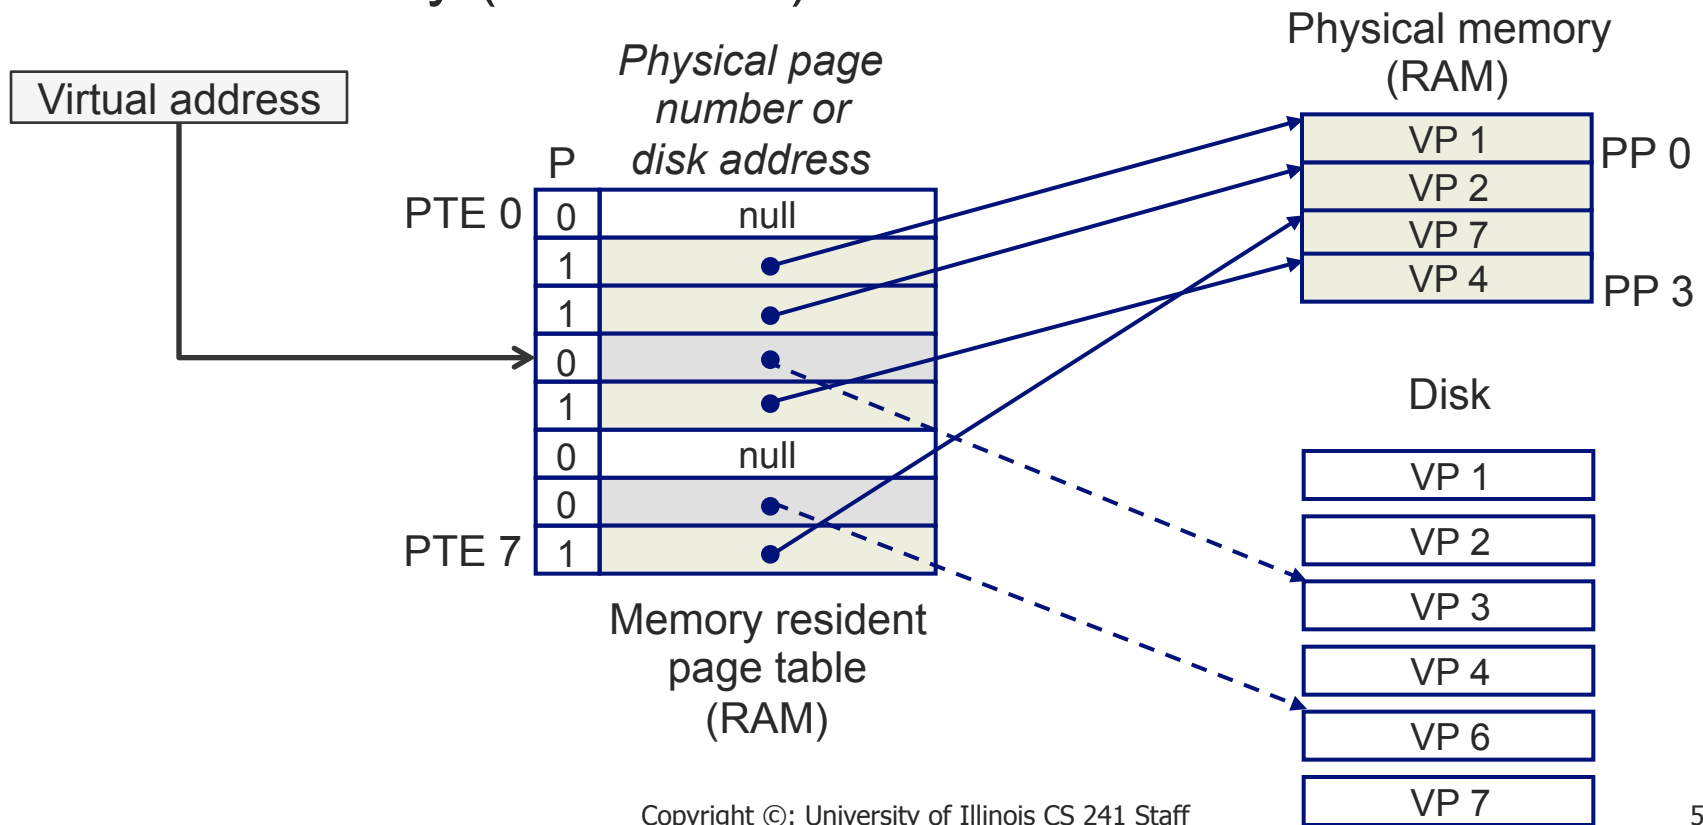 Virtual address
Physical page
number or
disk address
P
PTE 0
0
null
1
1
0
1
0
null
0
PTE 7
1
Memory resident
page table
(RAM)
Physical memory
(RAM)
VP 1
PP 0
VP 2
VP 7
VP 4
PP 3
Disk
VP 1
VP 2
VP 3
VP 4
VP 6
VP 7
Copyright ©: University of Illinois CS 241 Staff
5